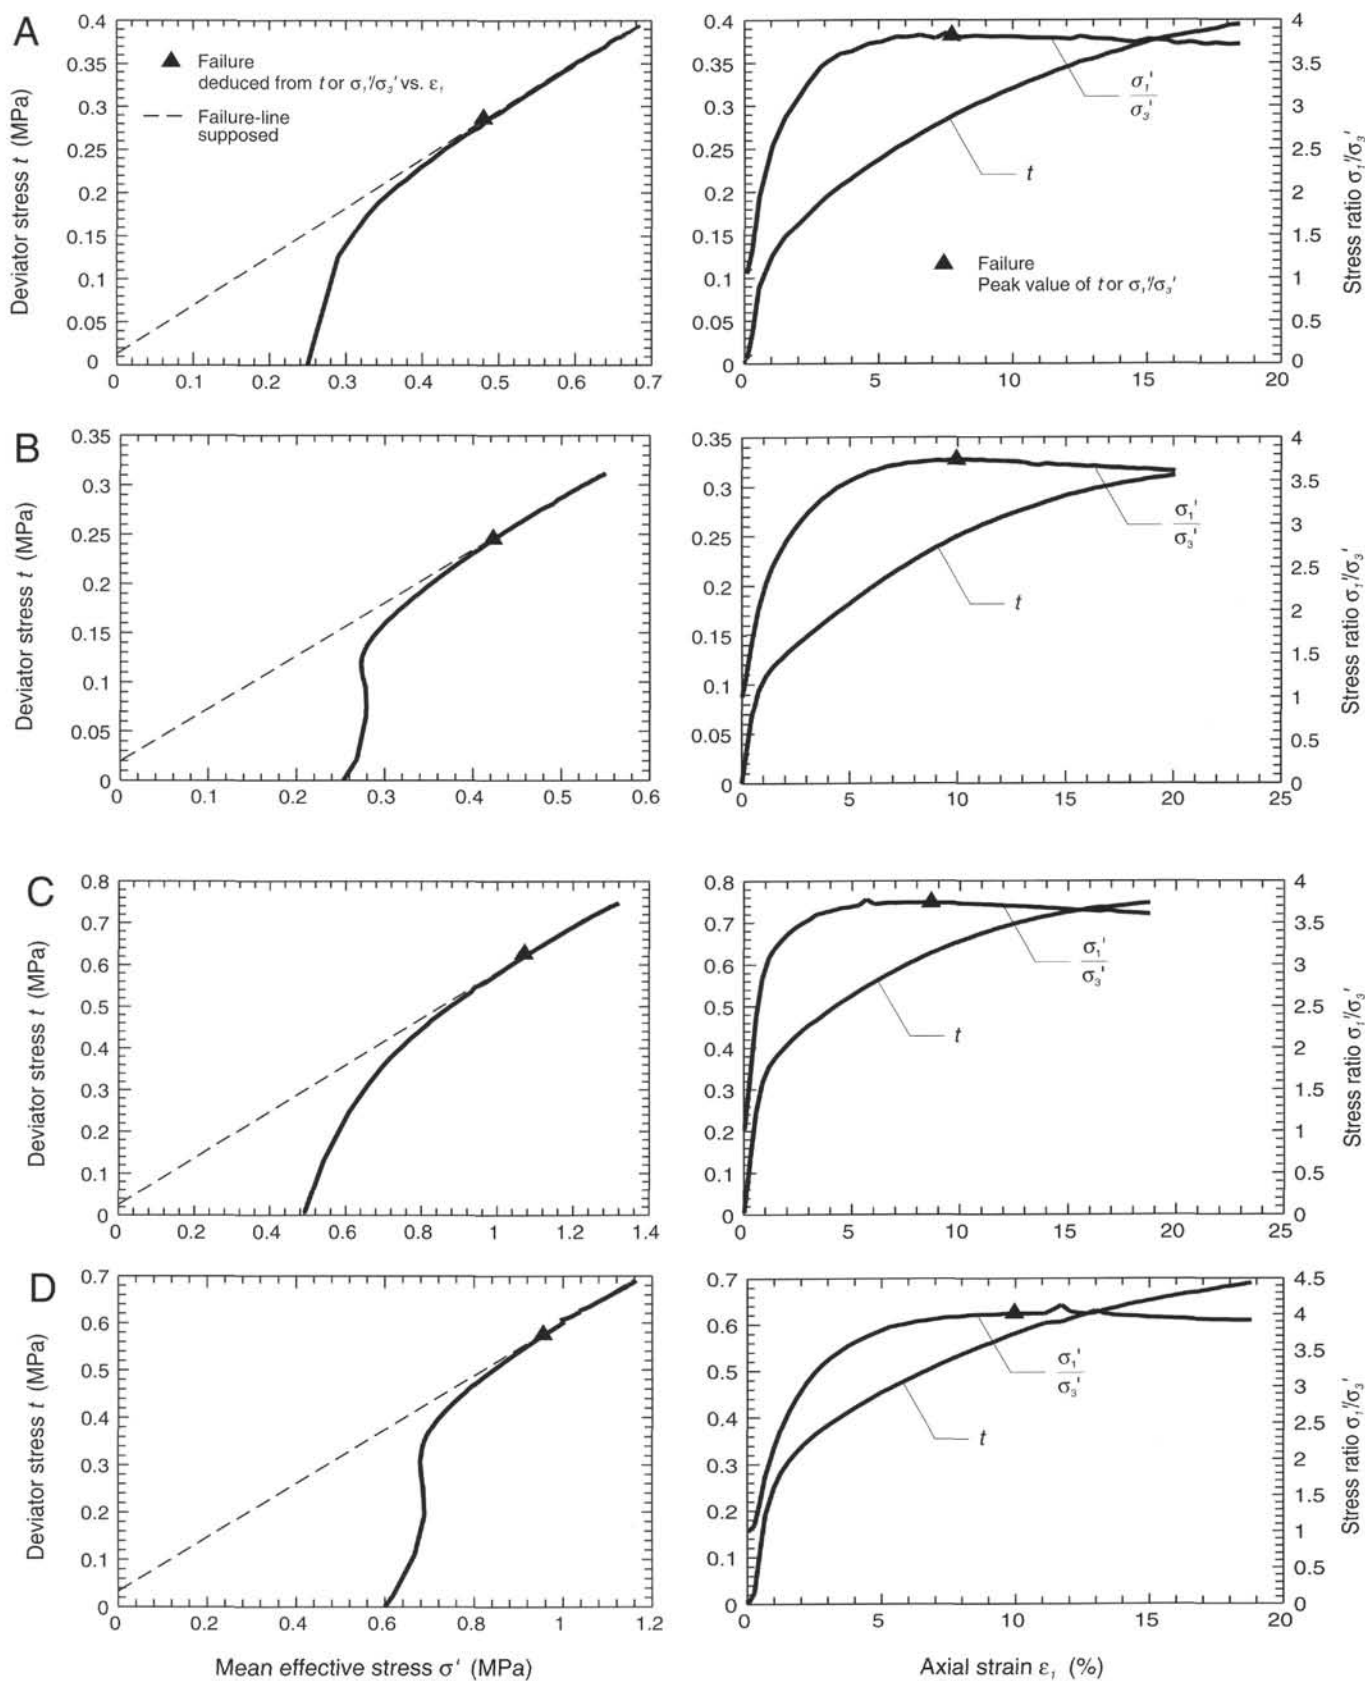 A
Deviator stress t (MPa)
0.4
0.35
0.3
0.25
0.2
0.15
0.1
0.05
0
0 0.1 0.2 0.3 0.4 0.5 0.6 0.7
Failure
deduced from t or σ₁'/σ₃' vs. ε₁
Failure-line
supposed
0.4
0.35
0.3
0.25
0.2
0.15
0.1
0.05
0
0 5 10 15 20
σ₁'
σ₃'
t
Failure
Peak value of t or σ₁'/σ₃'
4
3.5
3
2.5
2
1.5
1
0.5
0
Stress ratio σ₁'/σ₃'
B
Deviator stress t (MPa)
0.35
0.3
0.25
0.2
0.15
0.1
0.05
0
0 0.1 0.2 0.3 0.4 0.5 0.6
0.35
0.3
0.25
0.2
0.15
0.1
0.05
0
0 5 10 15 20 25
σ₁'
σ₃'
t
4
3.5
3
2.5
2
1.5
1
0.5
0
Stress ratio σ₁'/σ₃'
C
Deviator stress t (MPa)
0.8
0.7
0.6
0.5
0.4
0.3
0.2
0.1
0
0 0.2 0.4 0.6 0.8 1 1.2 1.4
0.8
0.7
0.6
0.5
0.4
0.3
0.2
0.1
0
0 5 10 15 20 25
σ₁'
σ₃'
t
4
3.5
3
2.5
2
1.5
1
0.5
0
Stress ratio σ₁'/σ₃'
D
Deviator stress t (MPa)
0.7
0.6
0.5
0.4
0.3
0.2
0.1
0
0 0.2 0.4 0.6 0.8 1 1.2
Mean effective stress σ' (MPa)
0.7
0.6
0.5
0.4
0.3
0.2
0.1
0
0 5 10 15 20
σ₁'
σ₃'
t
4.5
4
3.5
3
2.5
2
1.5
1
0.5
0
Stress ratio σ₁'/σ₃'
Axial strain ε₁ (%)